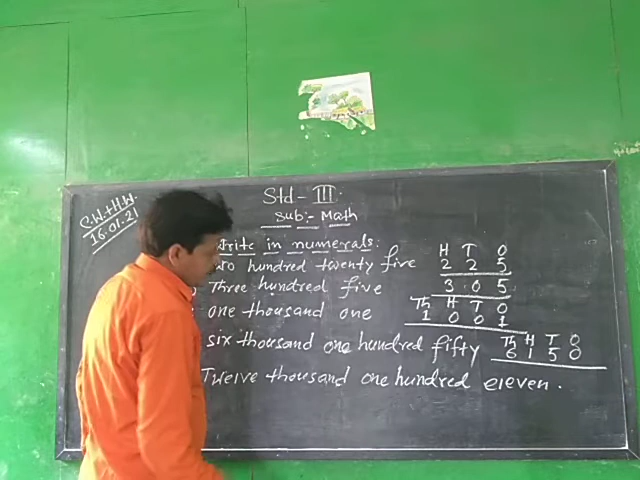 C.W.+H.W.
16.01.21
Std - III.
Sub:- Math
write in numerals.
Two hundred twenty five H T O
2 2 5
Three hundred five 3 0 5
one thousand one Th H T O
1 0 0 1
six thousand one hundred fifty Th H T O
6 1 5 0
Twelve thousand one hundred eleven.